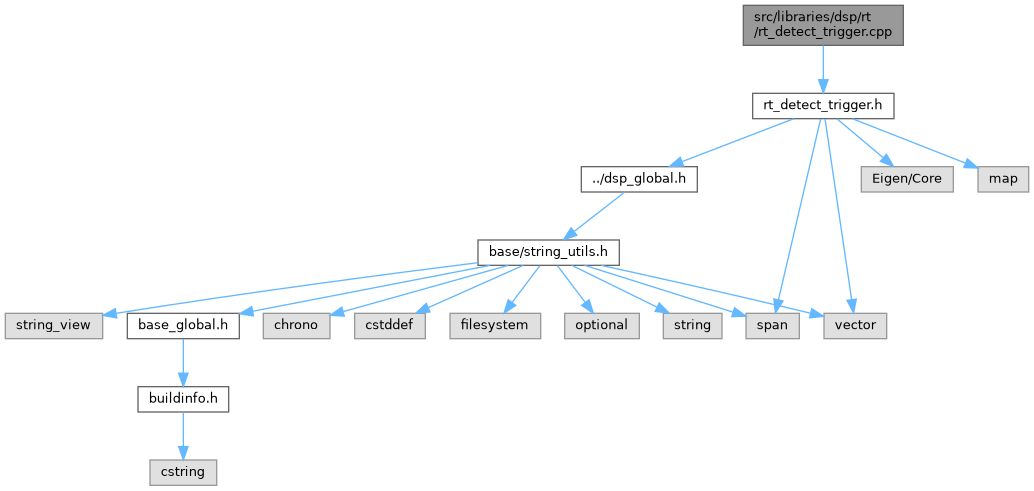 src/libraries/dsp/rt
/rt_detect_trigger.cpp
rt_detect_trigger.h
../dsp_global.h
Eigen/Core
map
base/string_utils.h
string_view
base_global.h
chrono
cstddef
filesystem
optional
string
span
vector
buildinfo.h
cstring